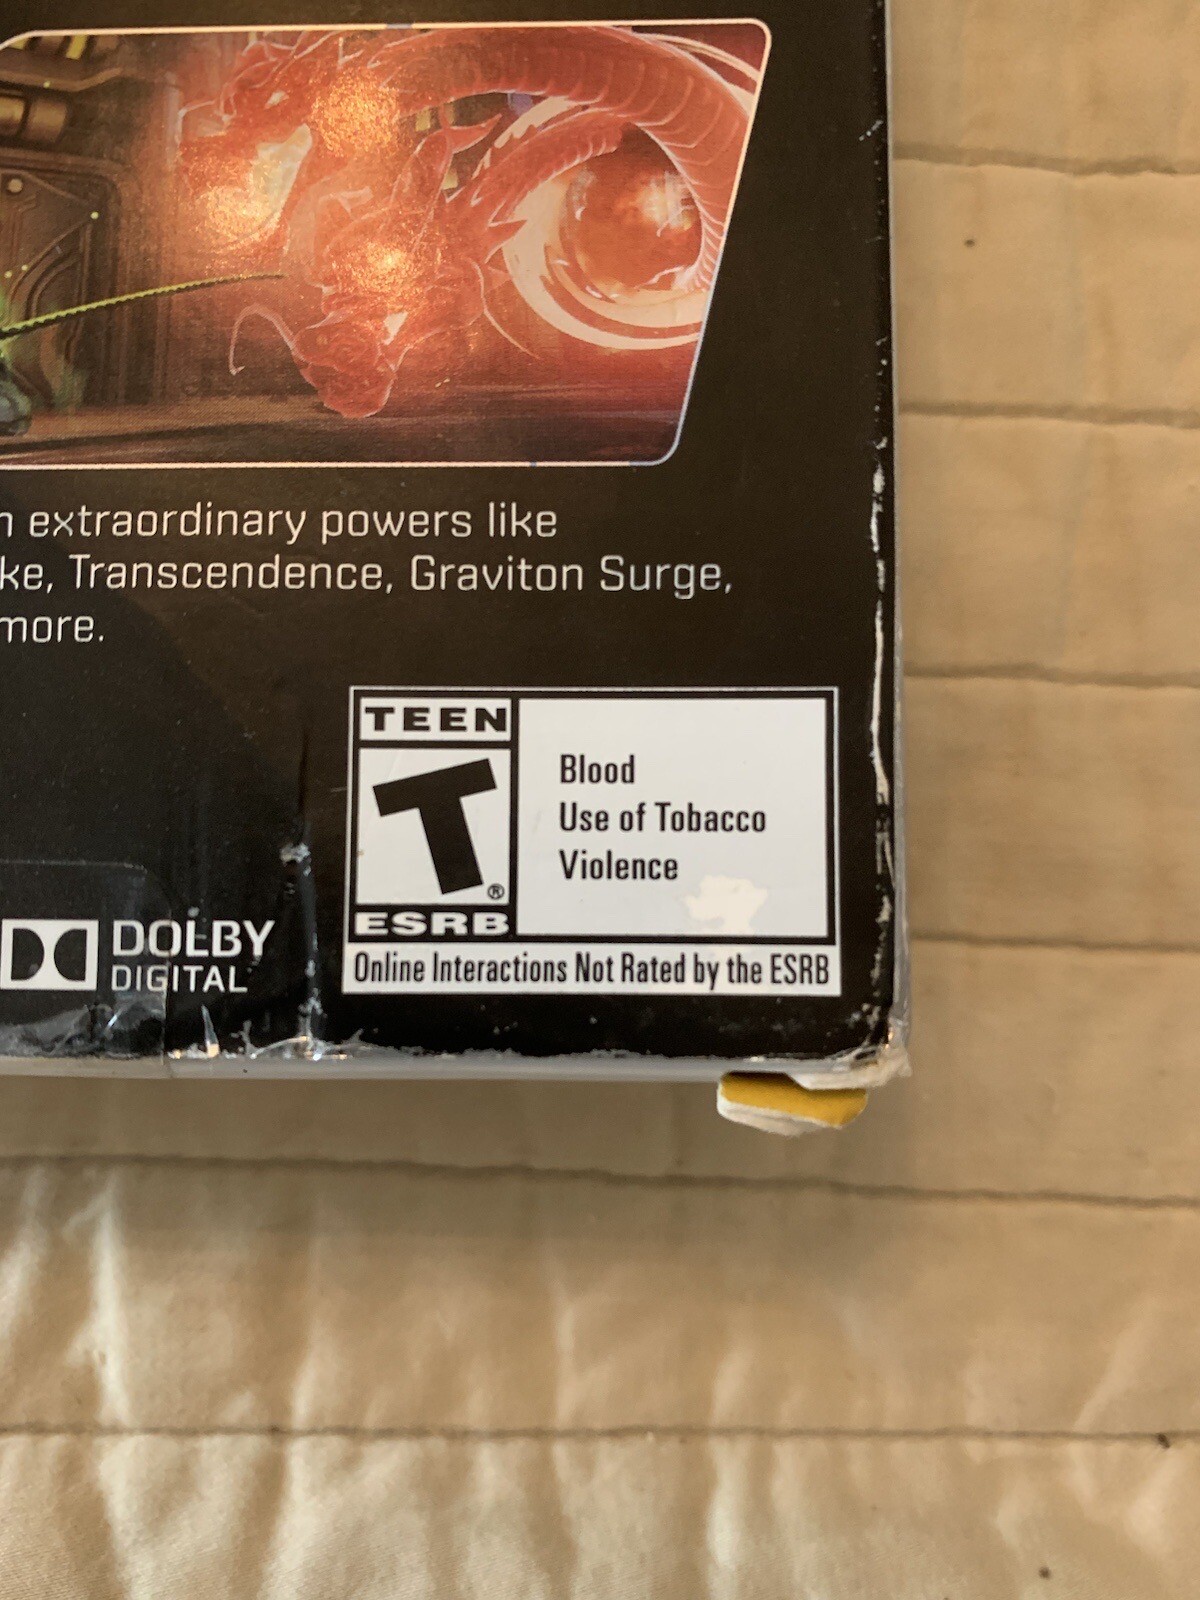 extraordinary powers like
ke, Transcendence, Graviton Surge,
more.
TEEN
T®
ESRB
Blood
Use of Tobacco
Violence
Online Interactions Not Rated by the ESRB
DOLBY
DIGITAL